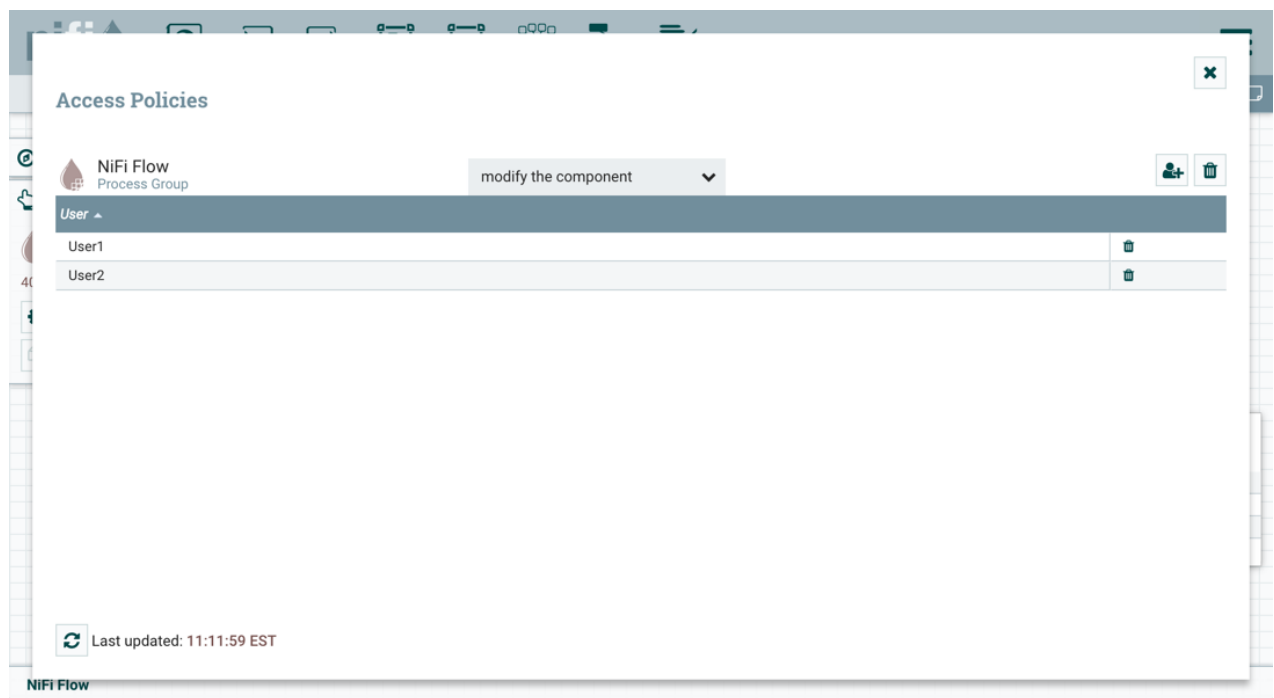 Access Policies
NiFi Flow
Process Group
modify the component
User
User1
User2
Last updated: 11:11:59 EST
NiFi Flow